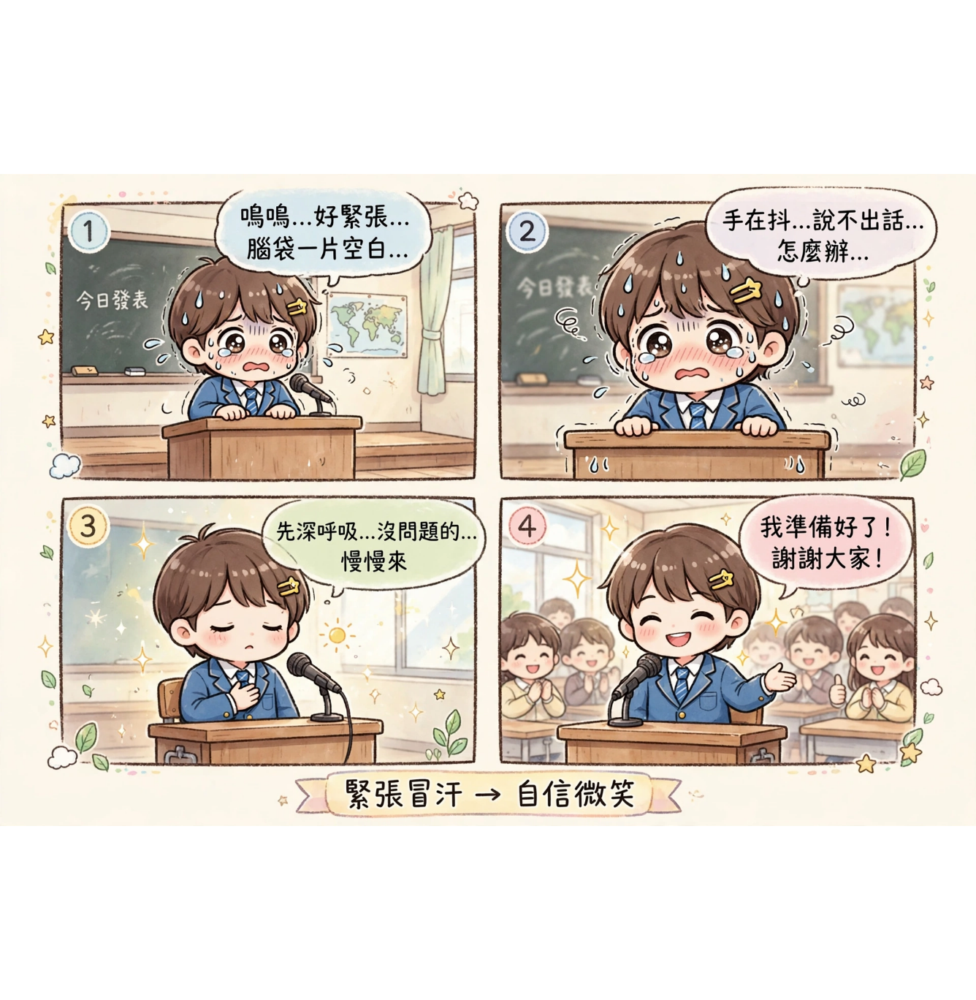 1
嗚嗚...好緊張...
腦袋一片空白...
今日發表
2
手在抖...說不出話...
怎麼辦...
今日發表
3
先深呼吸...沒問題的...
慢慢來
4
我準備好了！
謝謝大家！
緊張冒汗 → 自信微笑